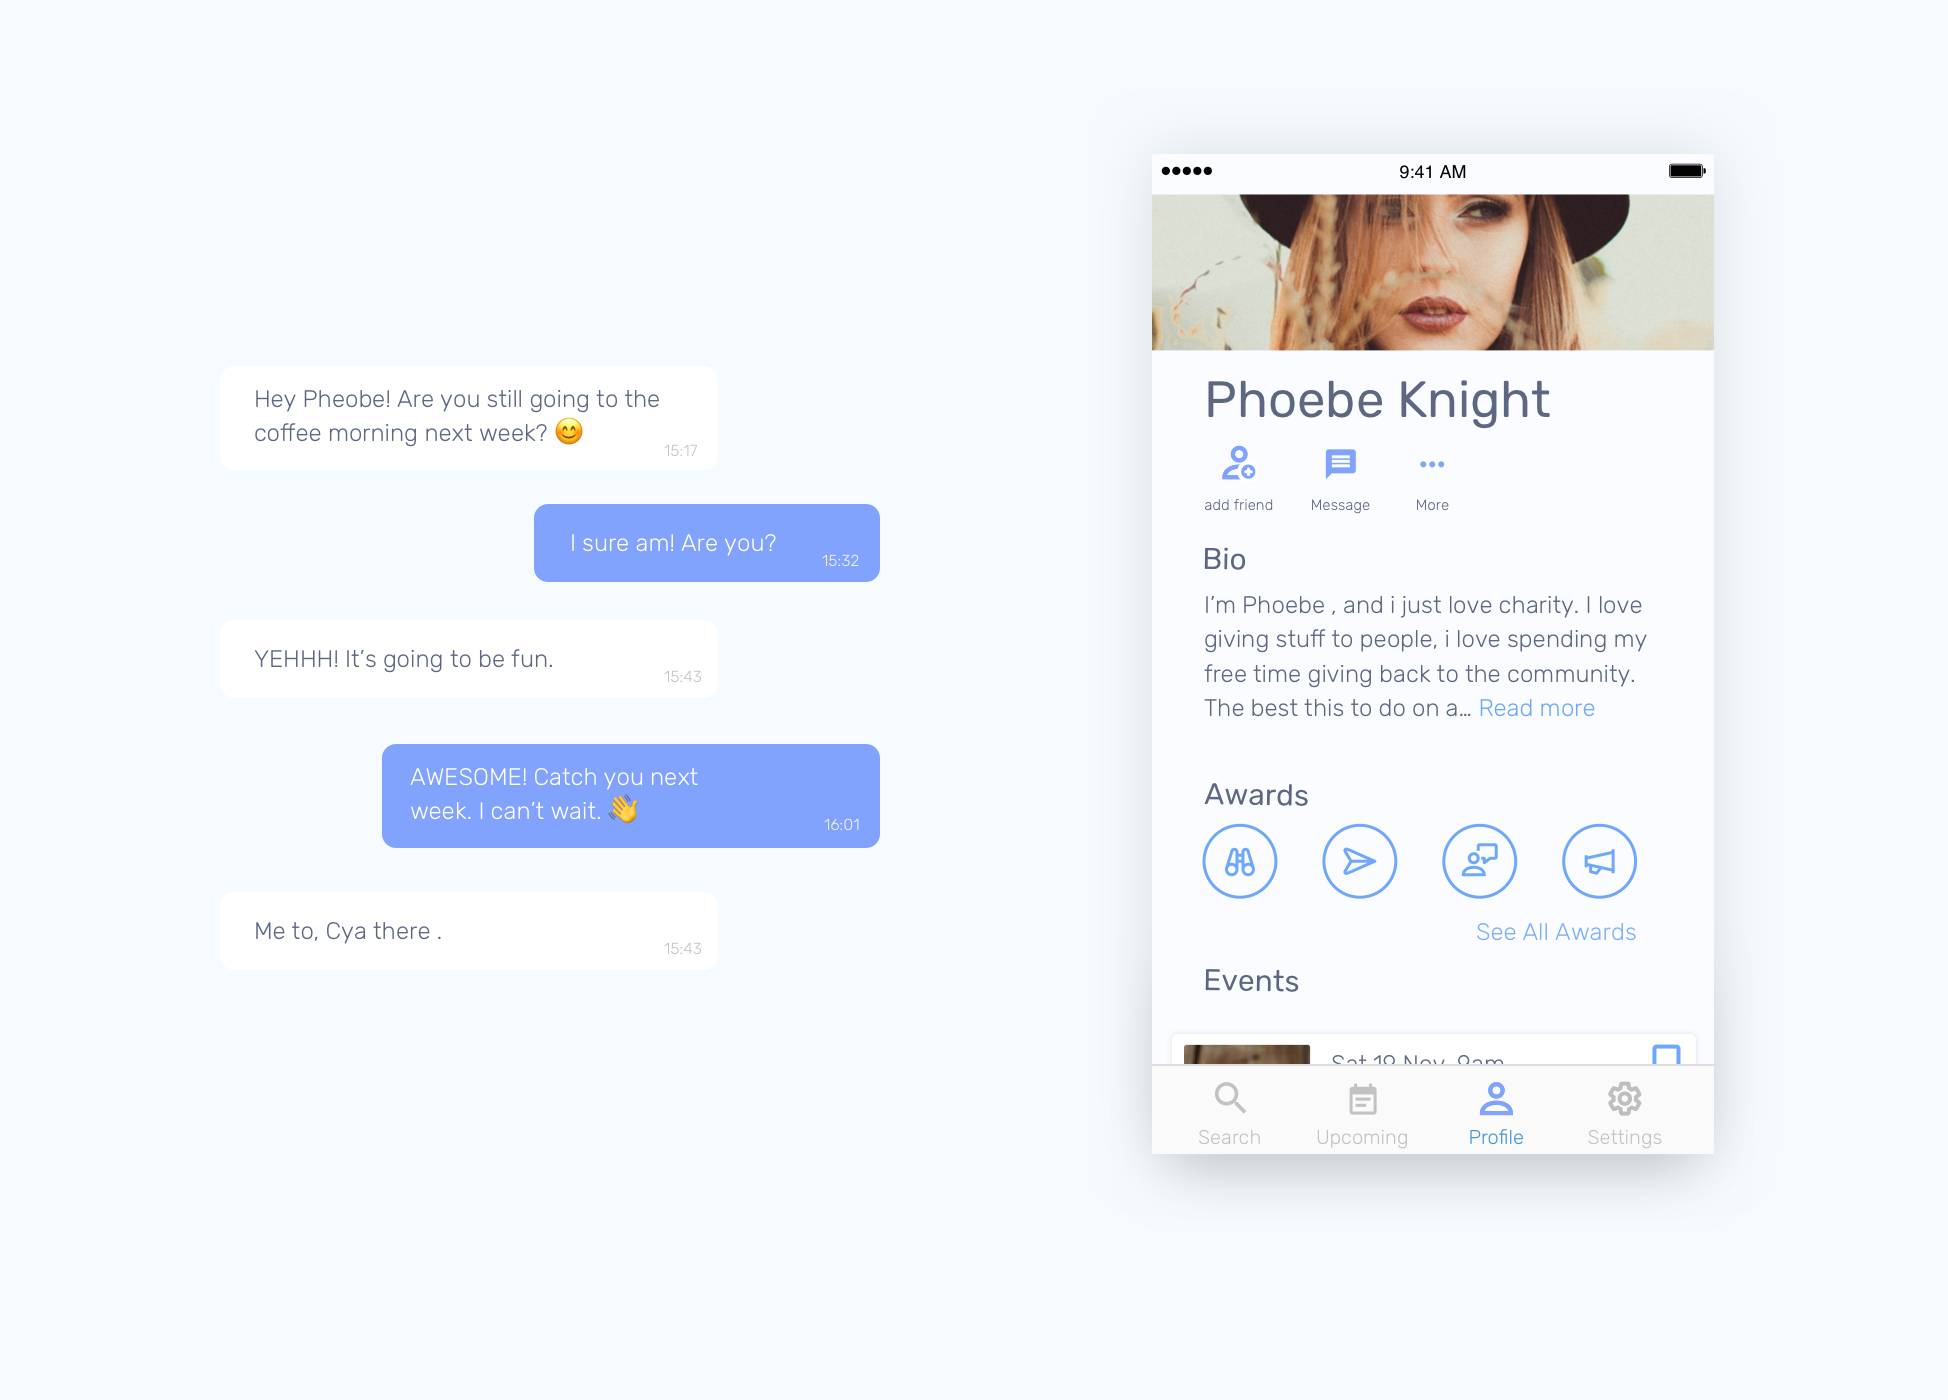 Hey Pheobe! Are you still going to the
coffee morning next week? 😊
15:17
I sure am! Are you?
15:32
YEHHH! It's going to be fun.
15:43
AWESOME! Catch you next
week. I can't wait. 👋
16:01
Me to, Cya there .
15:43
9:41 AM
Phoebe Knight
add friend
Message
More
Bio
I'm Phoebe , and i just love charity. I love
giving stuff to people, i love spending my
free time giving back to the community.
The best this to do on a... Read more
Awards
See All Awards
Events
Sat 19 Nov, 9am
Search
Upcoming
Profile
Settings